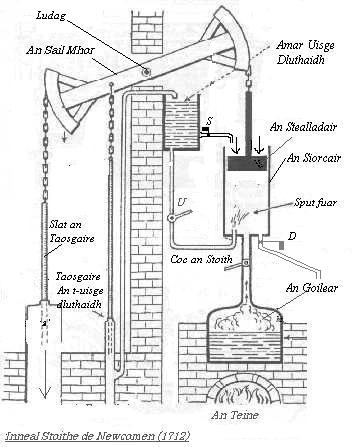 Ludag
An Sail Mhor
Amar Uisge
Dluthaidh
S
An Stealladair
An Siorcair
U
Sput fuar
Slat an
Taosgaire
D
Coc an Stoith
Taosgaire
An t-uisge
dluthaidh
An Goilear
An Teine
Inneal Stoithe de Newcomen (1712)